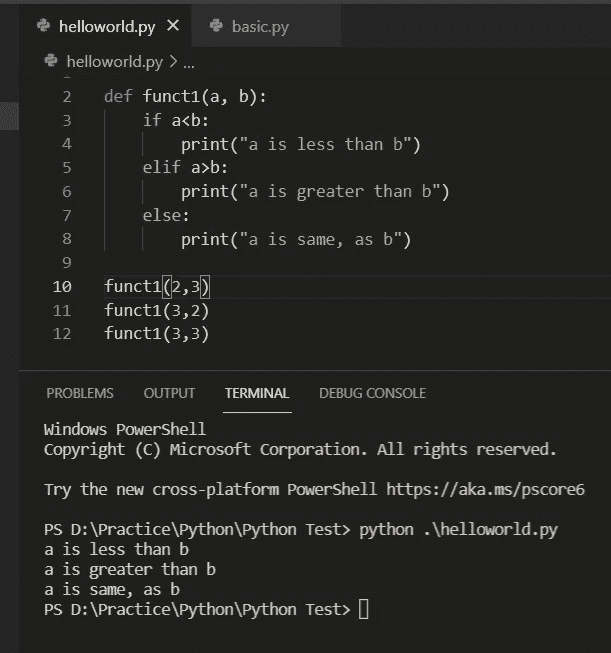 helloworld.py × basic.py
helloworld.py > ...
2 def funct1(a, b):
3 if a<b:
4 print("a is less than b")
5 elif a>b:
6 print("a is greater than b")
7 else:
8 print("a is same, as b")
9
10 funct1(2,3)
11 funct1(3,2)
12 funct1(3,3)
PROBLEMS OUTPUT TERMINAL DEBUG CONSOLE
Windows PowerShell
Copyright (C) Microsoft Corporation. All rights reserved.
Try the new cross-platform PowerShell https://aka.ms/pscore6
PS D:\Practice\Python\Python Test> python .\helloworld.py
a is less than b
a is greater than b
a is same, as b
PS D:\Practice\Python\Python Test>